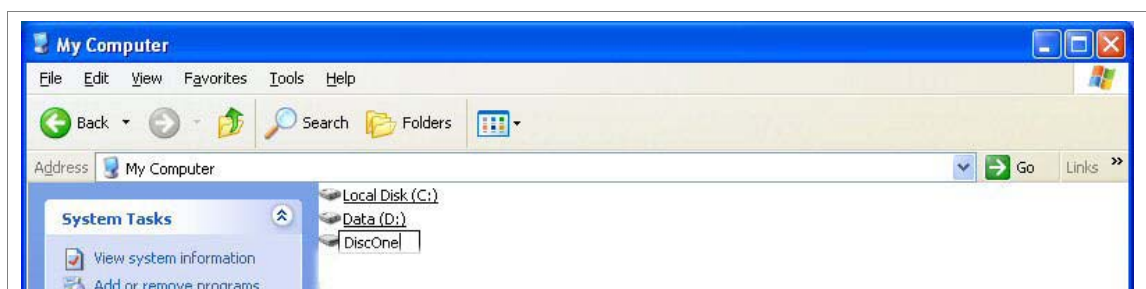 My Computer
File Edit View Favorites Tools Help
Back Search Folders
Address My Computer Go Links »
Local Disk (C:)
System Tasks
Data (D:)
DiscOne
View system information
Add or remove programs